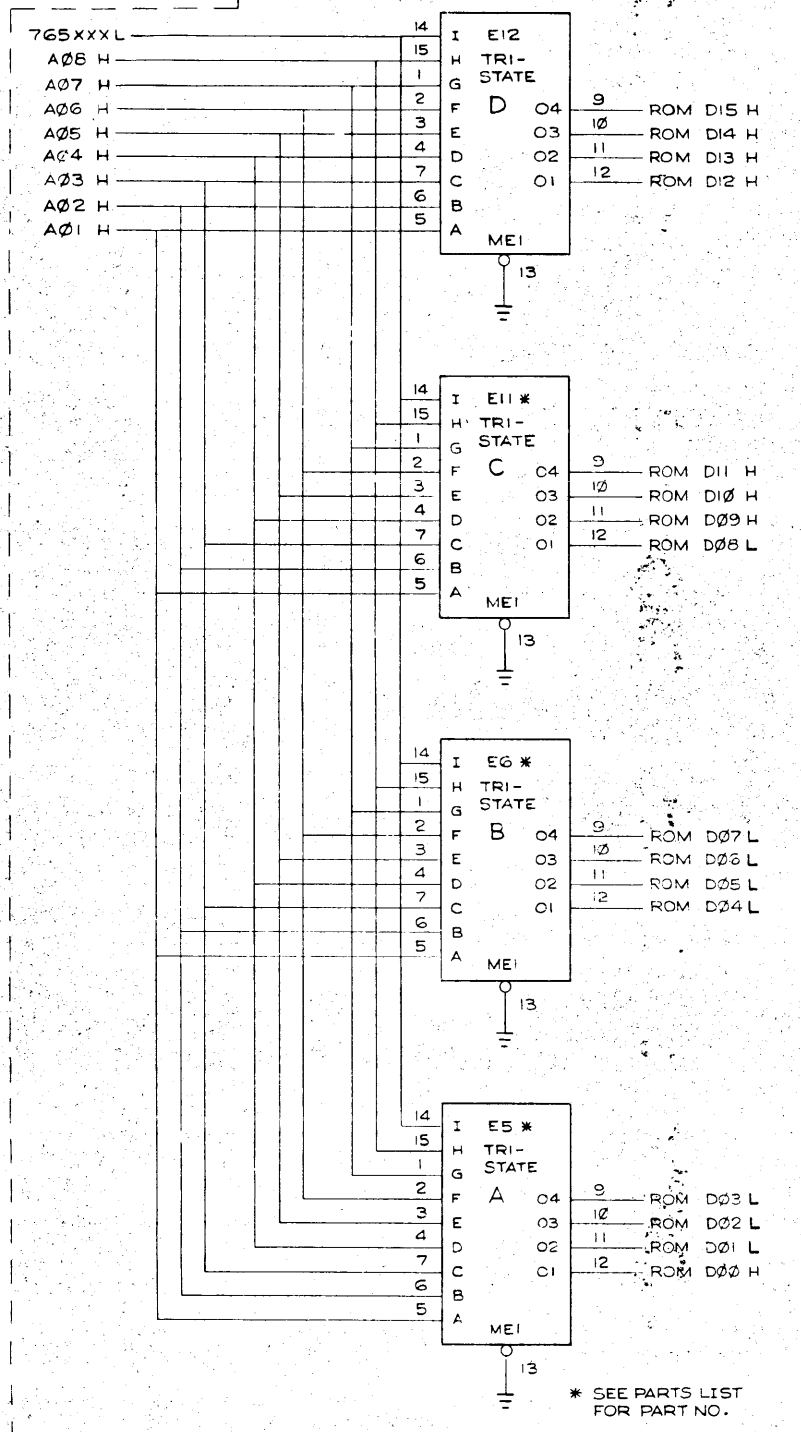 765XXXL 14 I E12
AØ8 H 15 H TRI-
AØ7 H 1 G STATE
AØ6 H 2 F D O4 9 ROM D15 H
AØ5 H 3 E O3 1Ø ROM D14 H
AØ4 H 4 D O2 11 ROM D13 H
AØ3 H 7 C O1 12 ROM D12 H
AØ2 H 6 B
AØ1 H 5 A
ME1
13
14 I E11 *
15 H TRI-
1 G STATE
2 F C O4 9 ROM D11 H
3 E O3 1Ø ROM D1Ø H
4 D O2 11 ROM DØ9 H
7 C O1 12 ROM DØ8 L
6 B
5 A
ME1
13
14 I E6 *
15 H TRI-
1 G STATE
2 F B O4 9 ROM DØ7 L
3 E O3 1Ø ROM DØ6 L
4 D O2 11 ROM DØ5 L
7 C O1 12 ROM DØ4 L
6 B
5 A
ME1
13
14 I E5 *
15 H TRI-
1 G STATE
2 F A O4 9 ROM DØ3 L
3 E O3 1Ø ROM DØ2 L
4 D O2 11 ROM DØ1 L
7 C O1 12 ROM DØØ H
6 B
5 A
ME1
13
* SEE PARTS LIST
FOR PART NO.